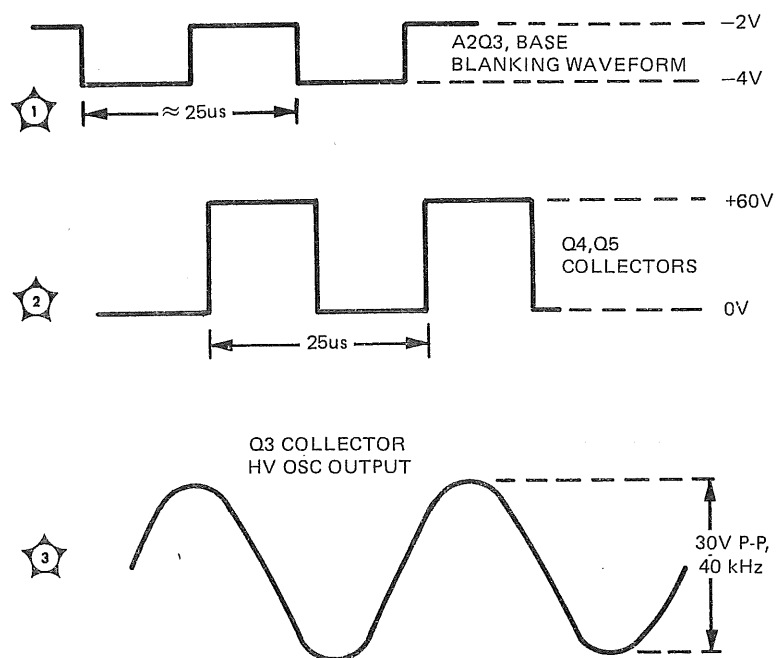 −2V
A2Q3, BASE
BLANKING WAVEFORM
−4V
1
≈ 25us
+60V
Q4,Q5
COLLECTORS
2
0V
25us
Q3 COLLECTOR
HV OSC OUTPUT
3
30V P-P,
40 kHz